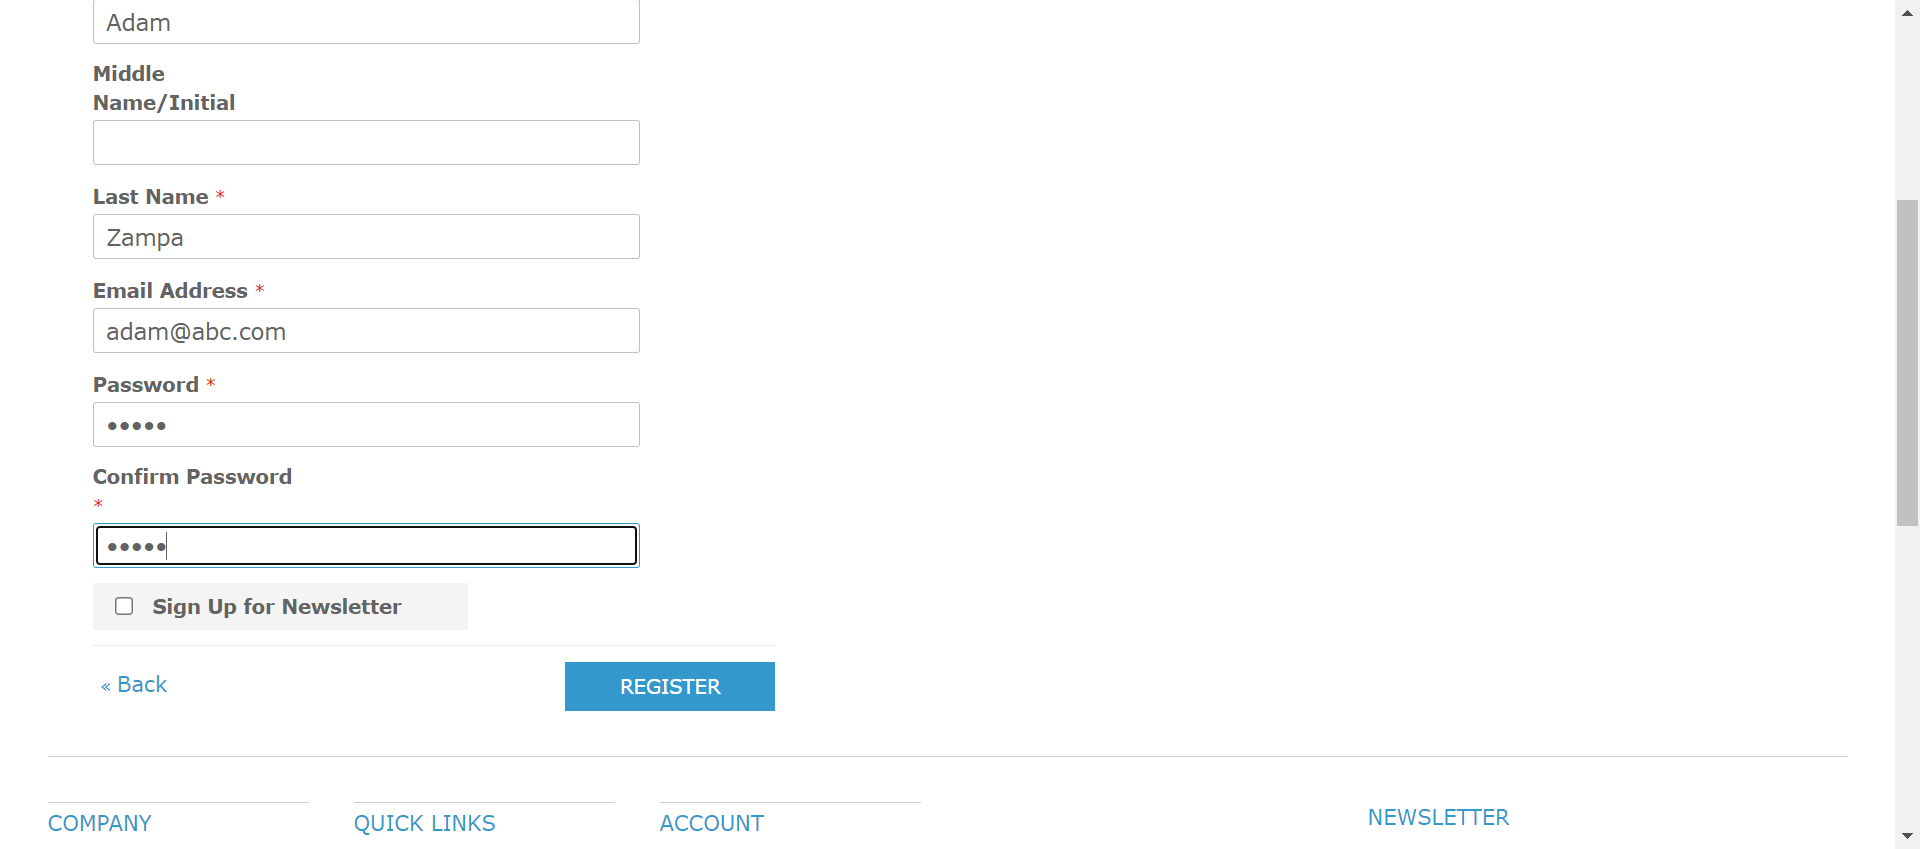 Adam
Middle
Name/Initial
Last Name *
Zampa
Email Address *
adam@abc.com
Password *
•••••
Confirm Password
*
•••••
Sign Up for Newsletter
« Back
REGISTER
COMPANY
QUICK LINKS
ACCOUNT
NEWSLETTER